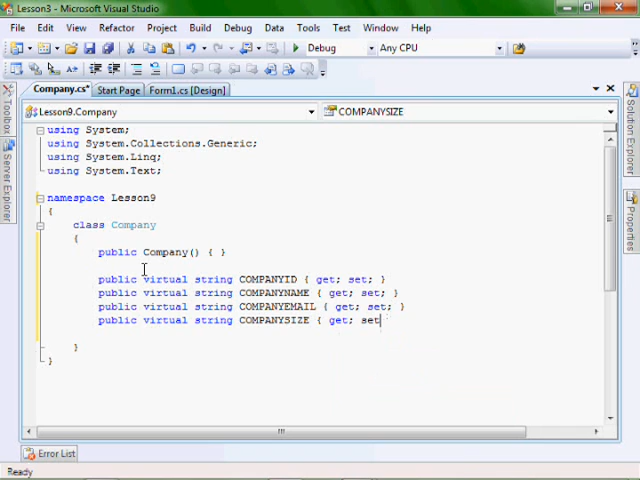 Lesson3 - Microsoft Visual Studio
File Edit View Refactor Project Build Debug Data Tools Test Window Help
Debug Any CPU
Company.cs* Start Page Form1.cs [Design]
Lesson9.Company COMPANYSIZE
Toolbox
Server Explorer
using System;
using System.Collections.Generic;
using System.Linq;
using System.Text;
namespace Lesson9
{
class Company
{
public Company() { }
public virtual string COMPANYID { get; set; }
public virtual string COMPANYNAME { get; set; }
public virtual string COMPANYEMAIL { get; set; }
public virtual string COMPANYSIZE { get; set
}
}
Solution Explorer
Properties
Error List
Ready